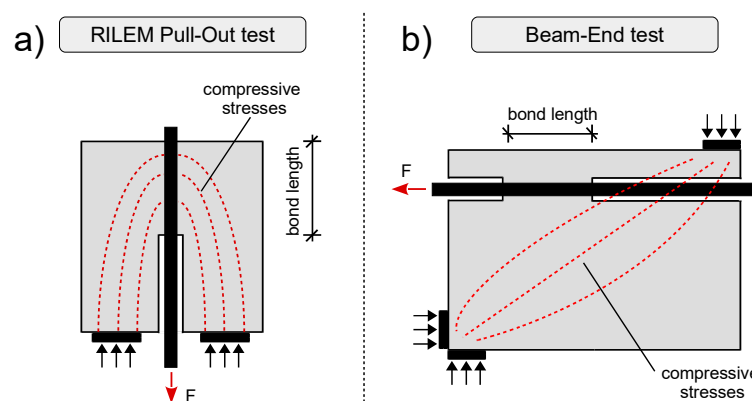 a)
RILEM Pull-Out test
compressive
stresses
bond length
F
b)
Beam-End test
bond length
F
compressive
stresses